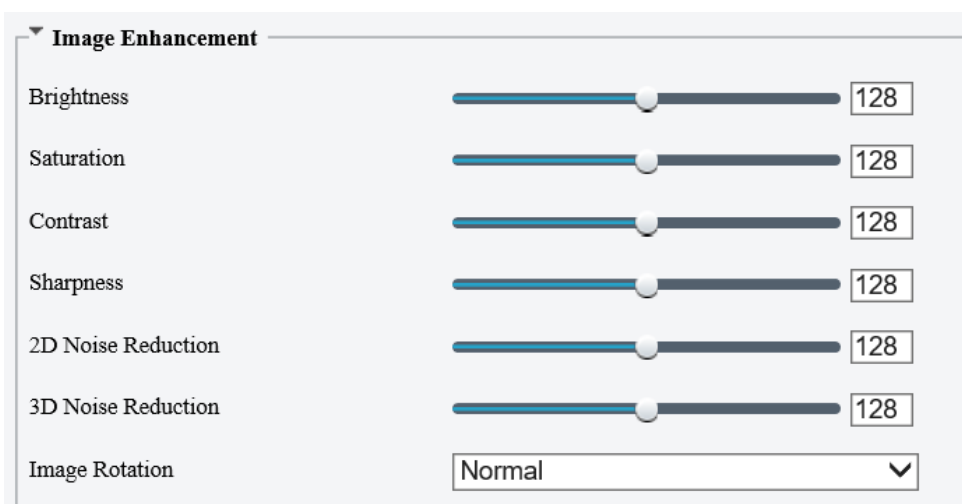 Image Enhancement
Brightness 128
Saturation 128
Contrast 128
Sharpness 128
2D Noise Reduction 128
3D Noise Reduction 128
Image Rotation Normal